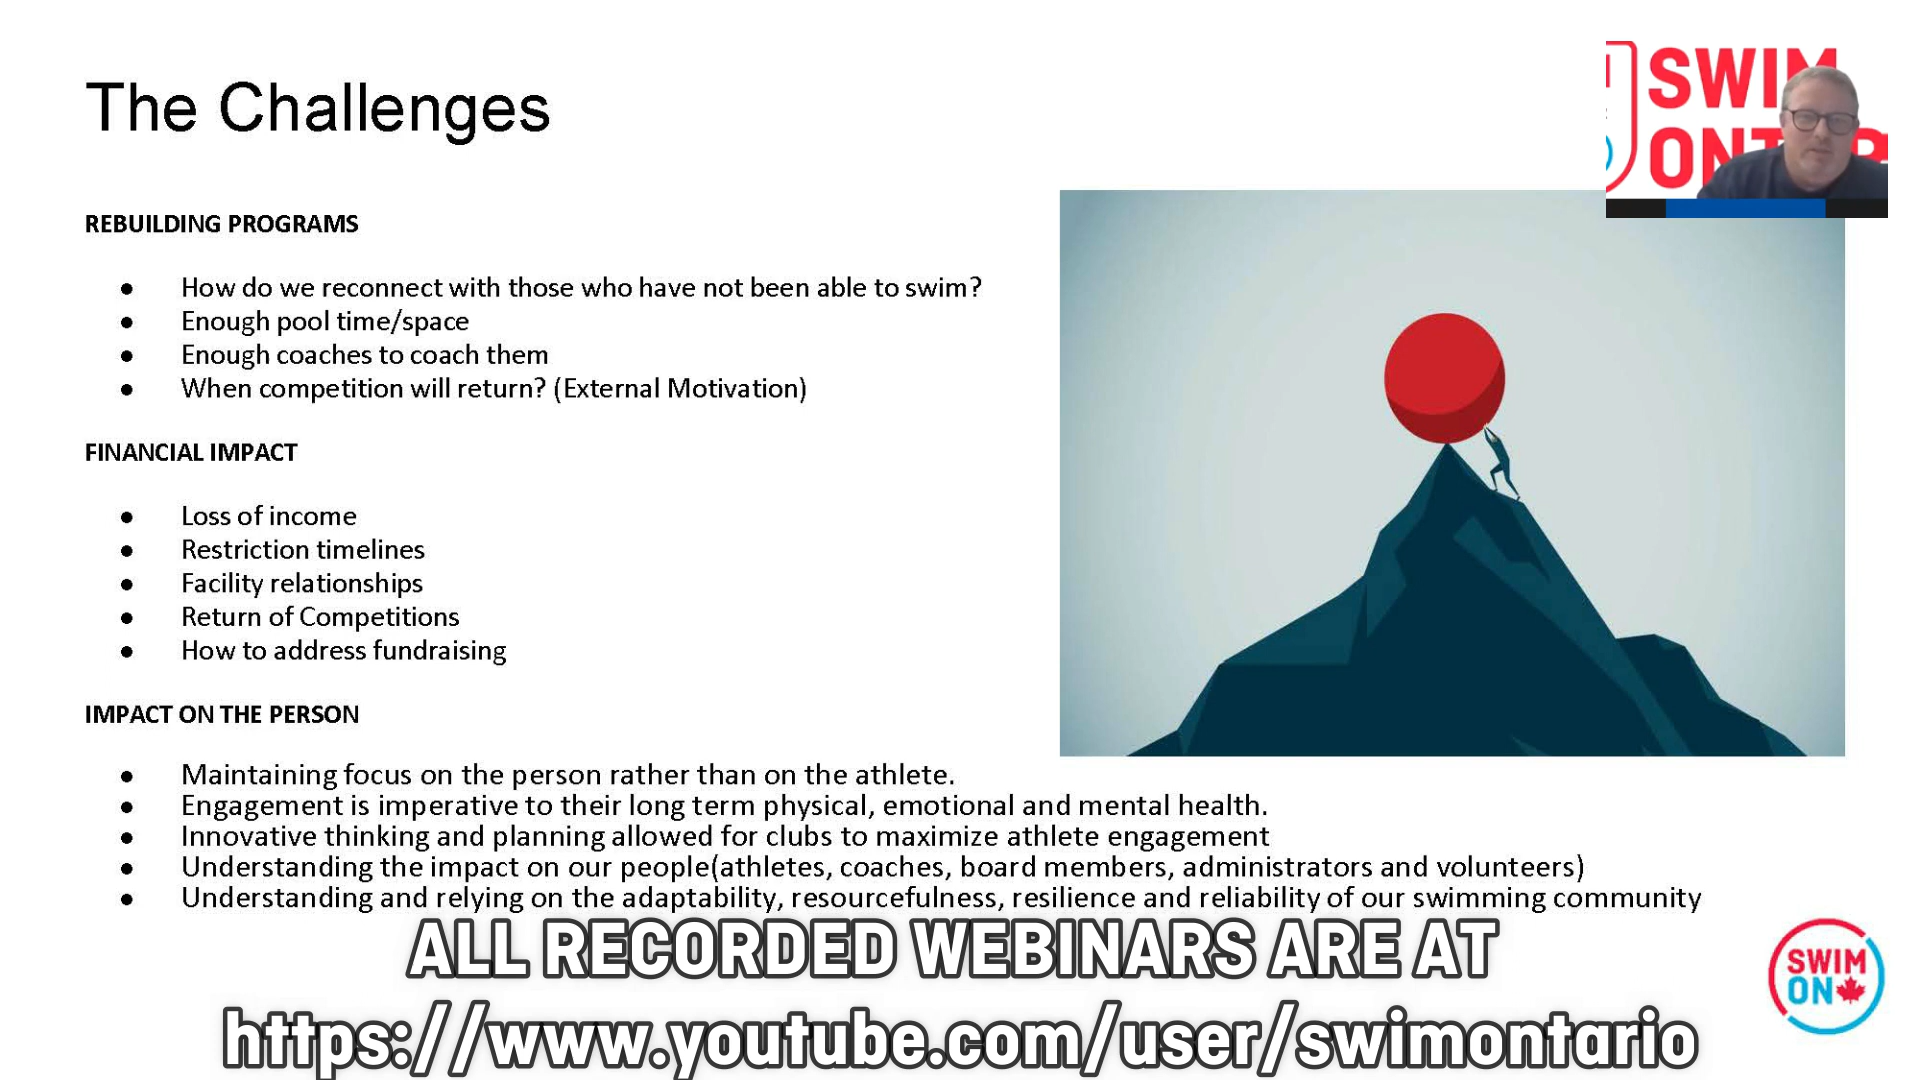 The Challenges
SWIM
ONT
REBUILDING PROGRAMS
● How do we reconnect with those who have not been able to swim?
● Enough pool time/space
● Enough coaches to coach them
● When competition will return? (External Motivation)
FINANCIAL IMPACT
● Loss of income
● Restriction timelines
● Facility relationships
● Return of Competitions
● How to address fundraising
IMPACT ON THE PERSON
● Maintaining focus on the person rather than on the athlete.
● Engagement is imperative to their long term physical, emotional and mental health.
● Innovative thinking and planning allowed for clubs to maximize athlete engagement
● Understanding the impact on our people(athletes, coaches, board members, administrators and volunteers)
● Understanding and relying on the adaptability, resourcefulness, resilience and reliability of our swimming community
ALL RECORDED WEBINARS ARE AT
https://www.youtube.com/user/swimontario
SWIM
ON